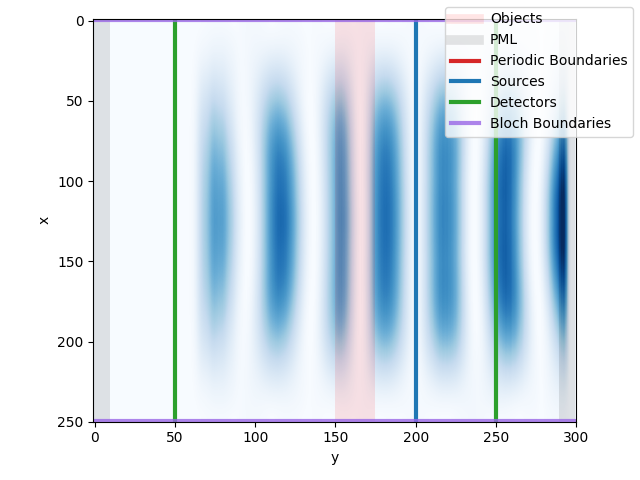 Objects
PML
Periodic Boundaries
Sources
Detectors
Bloch Boundaries
0
50
100
150
200
250
x
0 50 100 150 200 250 300
y